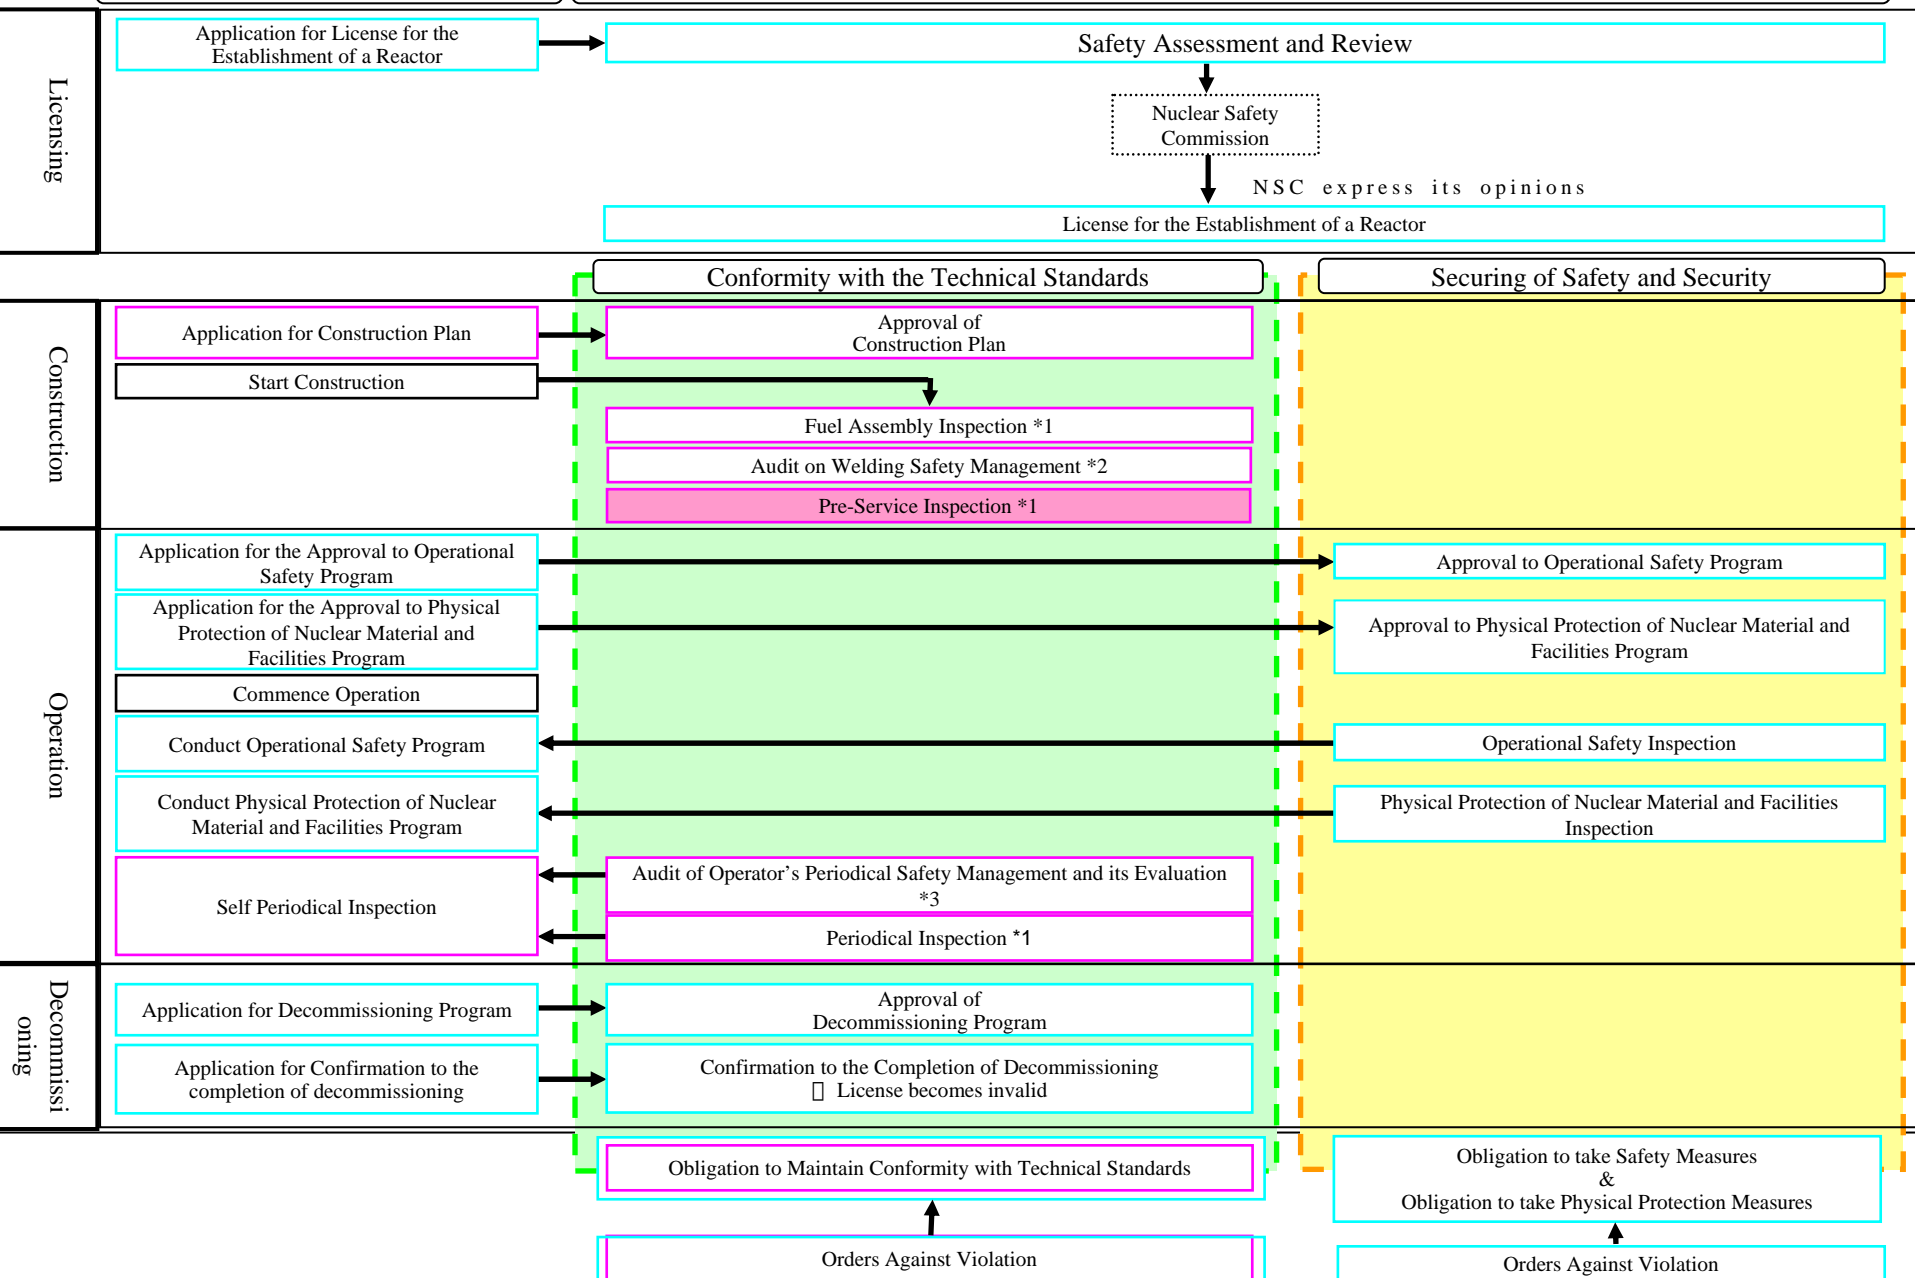 Licensing
Application for License for the
Establishment of a Reactor
Safety Assessment and Review
Nuclear Safety
Commission
NSC express its opinions
License for the Establishment of a Reactor
Conformity with the Technical Standards
Securing of Safety and Security
Construction
Application for Construction Plan
Approval of
Construction Plan
Start Construction
Fuel Assembly Inspection *1
Audit on Welding Safety Management *2
Pre-Service Inspection *1
Operation
Application for the Approval to Operational
Safety Program
Approval to Operational Safety Program
Application for the Approval to Physical
Protection of Nuclear Material and
Facilities Program
Approval to Physical Protection of Nuclear Material and
Facilities Program
Commence Operation
Conduct Operational Safety Program
Operational Safety Inspection
Conduct Physical Protection of Nuclear
Material and Facilities Program
Physical Protection of Nuclear Material and Facilities
Inspection
Self Periodical Inspection
Audit of Operator’s Periodical Safety Management and its Evaluation
*3
Periodical Inspection *1
Decommissi
oning
Application for Decommissioning Program
Approval of
Decommissioning Program
Application for Confirmation to the
completion of decommissioning
Confirmation to the Completion of Decommissioning
License becomes invalid
Obligation to Maintain Conformity with Technical Standards
Obligation to take Safety Measures
&
Obligation to take Physical Protection Measures
Orders Against Violation
Orders Against Violation